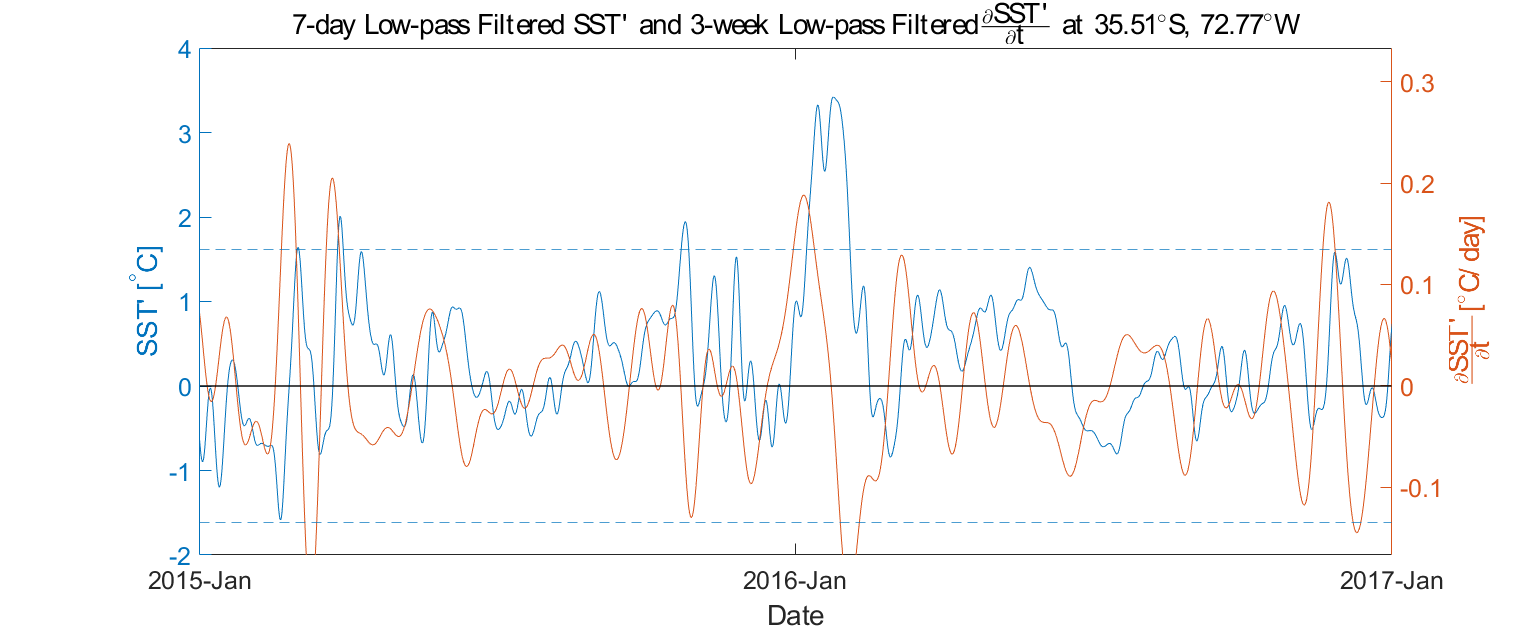 7-day Low-pass Filtered SST' and 3-week Low-pass Filtered ∂SST'/∂t at 35.51°S, 72.77°W
4
3
2
1
0
-1
-2
SST' [°C]
0.3
0.2
0.1
0
-0.1
∂SST'/∂t [°C/day]
2015-Jan
2016-Jan
2017-Jan
Date